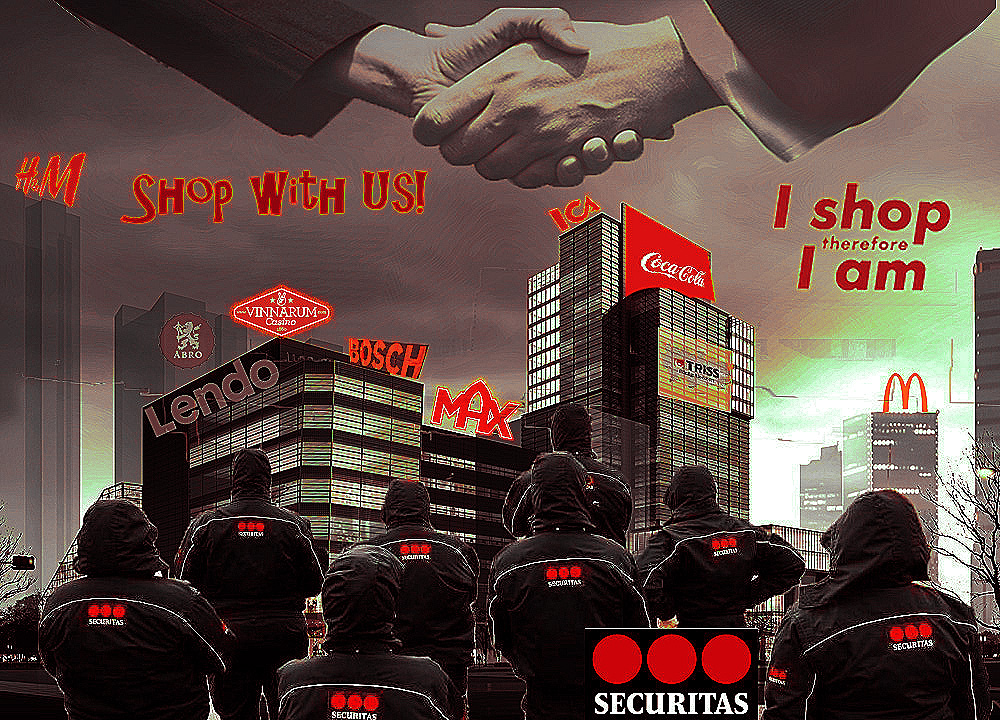 H&M
SHOP WITH US!
I shop
therefore
I am
ICA
Coca-Cola
VINNARUM
Casino
ÅBRO
BOSCH
Lendo
MAX
TRISS
SECURITAS
SECURITAS
SECURITAS
SECURITAS
SECURITAS
SECURITAS
SECURITAS
SECURITAS
SECURITAS